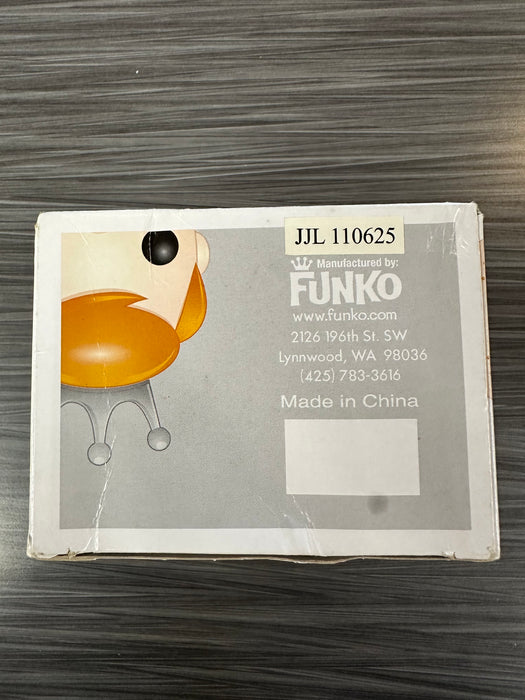 JJL 110625
Manufactured by:
FUNKO
www.funko.com
2126 196th St. SW
Lynnwood, WA 98036
(425) 783-3616
Made in China